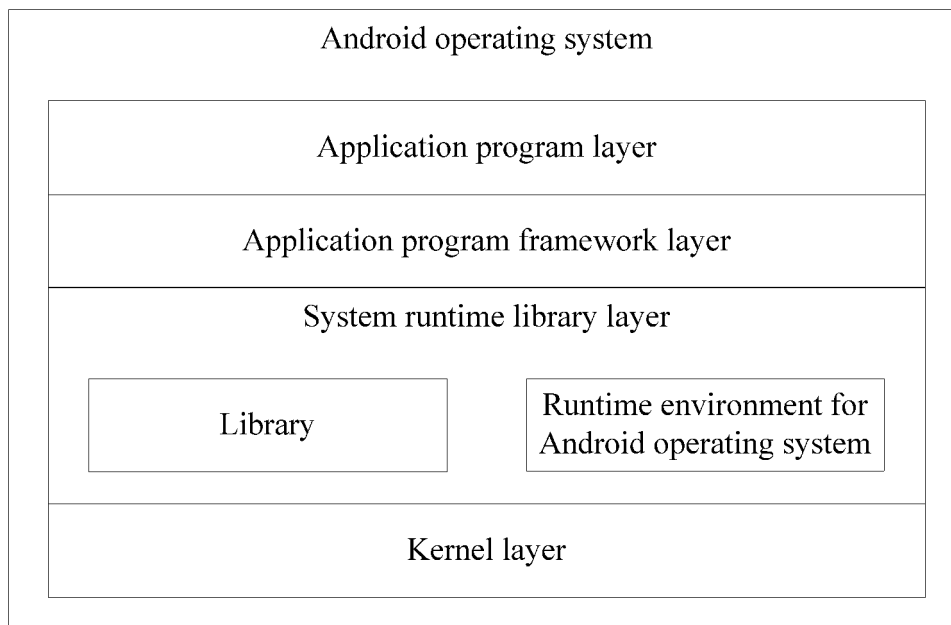 Android operating system
Application program layer
Application program framework layer
System runtime library layer
Library
Runtime environment for
Android operating system
Kernel layer